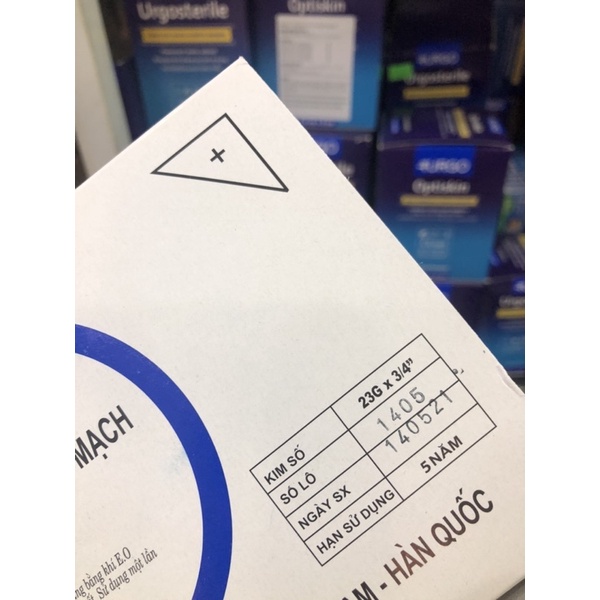 Urgosterile
Optiskin
URGO
Urgosterile
URGO
Optiskin
MẠCH
KIM SỐ 23G x 3/4"
SỐ LÔ 1405
NGÀY SX 140521
HẠN SỬ DỤNG 5 NĂM
AM - HÀN QUỐC
ng bằng khí E.O
Sử dụng một lần